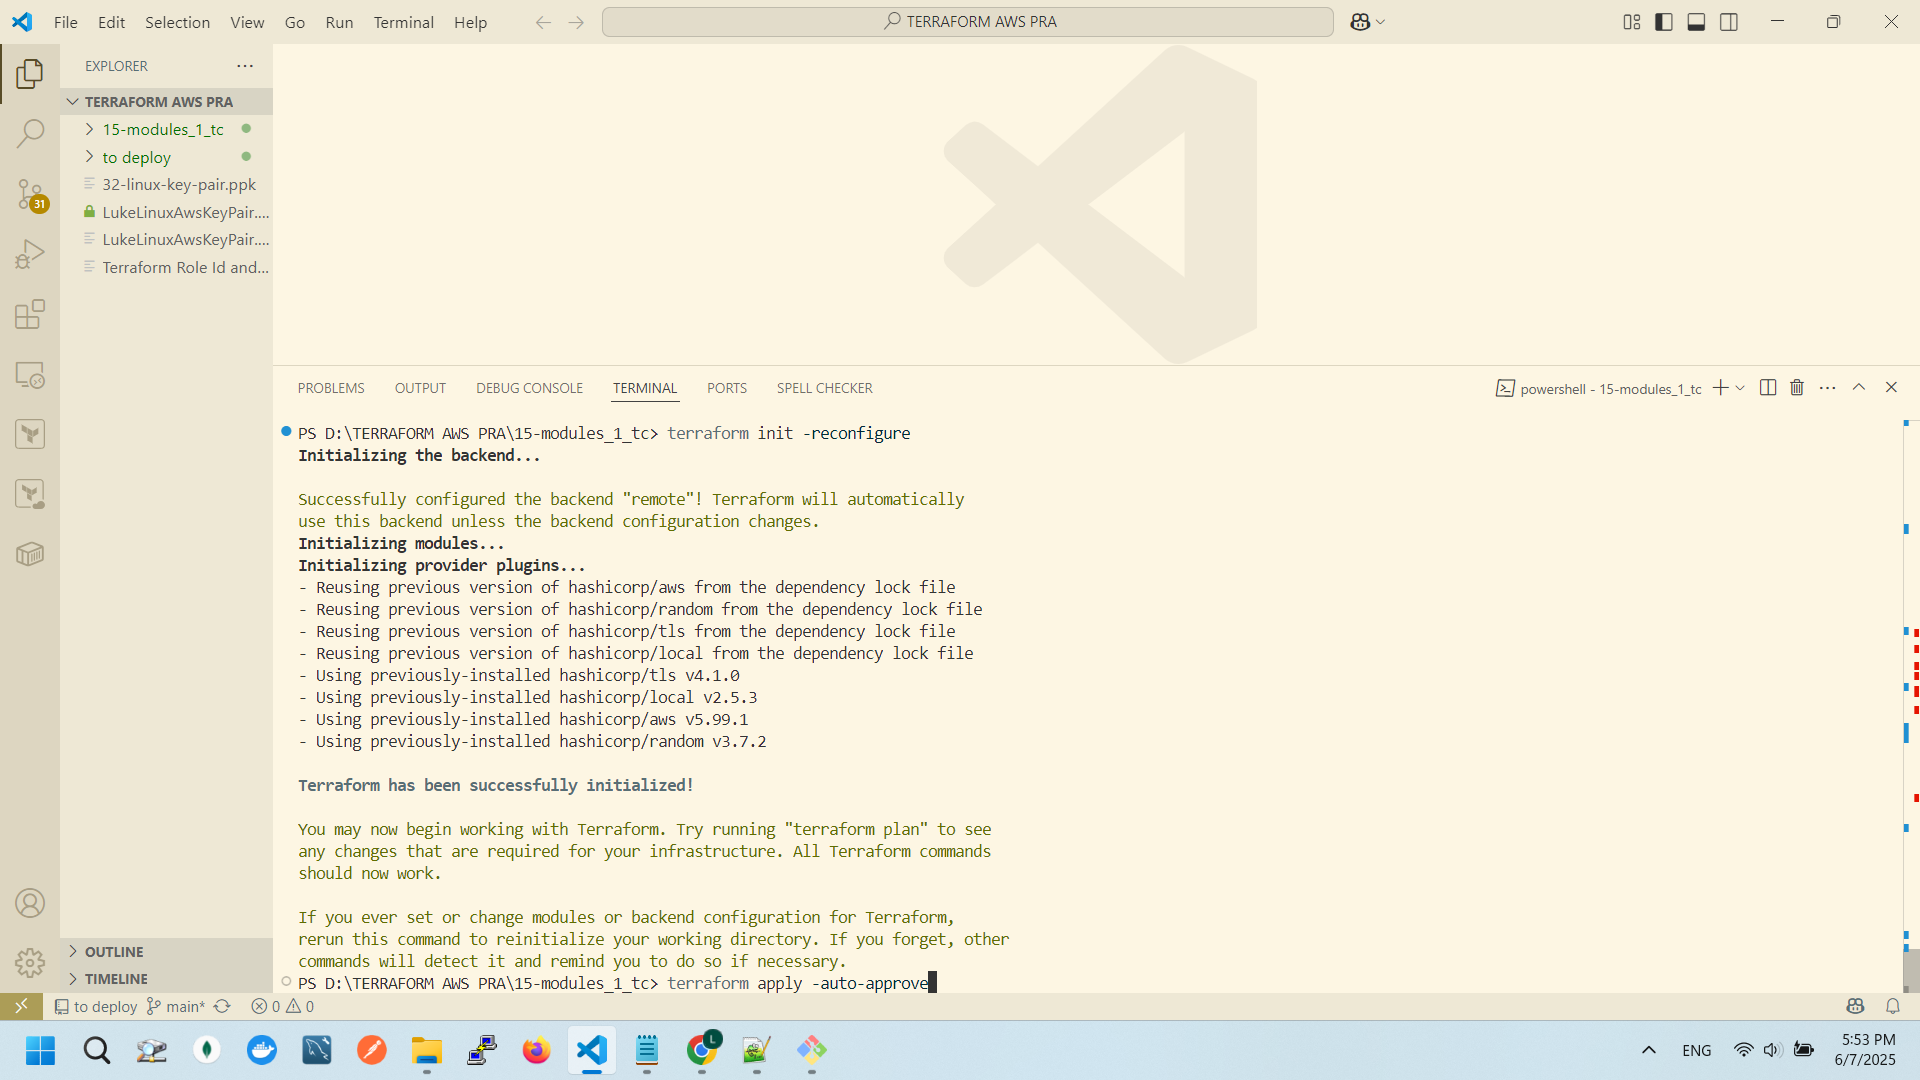 File Edit Selection View Go Run Terminal Help
TERRAFORM AWS PRA
EXPLORER
TERRAFORM AWS PRA
15-modules_1_tc
to deploy
32-linux-key-pair.ppk
LukeLinuxAwsKeyPair....
LukeLinuxAwsKeyPair....
Terraform Role Id and...
31
OUTLINE
TIMELINE
PROBLEMS OUTPUT DEBUG CONSOLE TERMINAL PORTS SPELL CHECKER
powershell - 15-modules_1_tc
PS D:\TERRAFORM AWS PRA\15-modules_1_tc> terraform init -reconfigure
Initializing the backend...
Successfully configured the backend "remote"! Terraform will automatically
use this backend unless the backend configuration changes.
Initializing modules...
Initializing provider plugins...
- Reusing previous version of hashicorp/aws from the dependency lock file
- Reusing previous version of hashicorp/random from the dependency lock file
- Reusing previous version of hashicorp/tls from the dependency lock file
- Reusing previous version of hashicorp/local from the dependency lock file
- Using previously-installed hashicorp/tls v4.1.0
- Using previously-installed hashicorp/local v2.5.3
- Using previously-installed hashicorp/aws v5.99.1
- Using previously-installed hashicorp/random v3.7.2
Terraform has been successfully initialized!
You may now begin working with Terraform. Try running "terraform plan" to see
any changes that are required for your infrastructure. All Terraform commands
should now work.
If you ever set or change modules or backend configuration for Terraform,
rerun this command to reinitialize your working directory. If you forget, other
commands will detect it and remind you to do so if necessary.
PS D:\TERRAFORM AWS PRA\15-modules_1_tc> terraform apply -auto-approve
to deploy main* 0 0
L
ENG
5:53 PM
6/7/2025